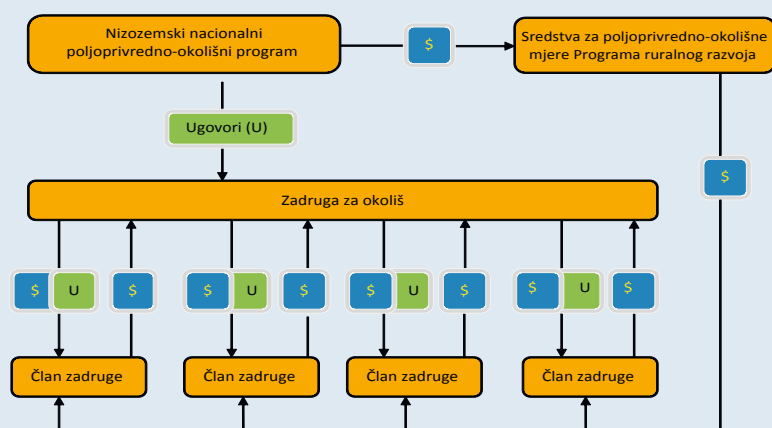 Nizozemski nacionalni
poljoprivredno-okolišni program
$
Sredstva za poljoprivredno-okolišne
mjere Programa ruralnog razvoja
Ugovori (U)
$
Zadruga za okoliš
$ U $ $ U $ $ U $ $ U $
Član zadruge Član zadruge Član zadruge Član zadruge